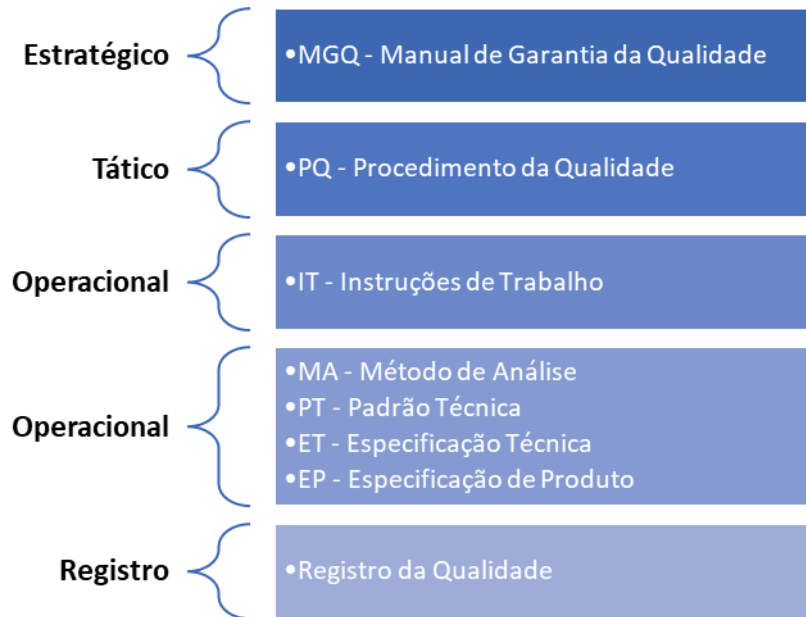 Estratégico
•MGQ - Manual de Garantia da Qualidade
Tático
•PQ - Procedimento da Qualidade
Operacional
•IT - Instruções de Trabalho
Operacional
•MA - Método de Análise
•PT - Padrão Técnica
•ET - Especificação Técnica
•EP - Especificação de Produto
Registro
•Registro da Qualidade